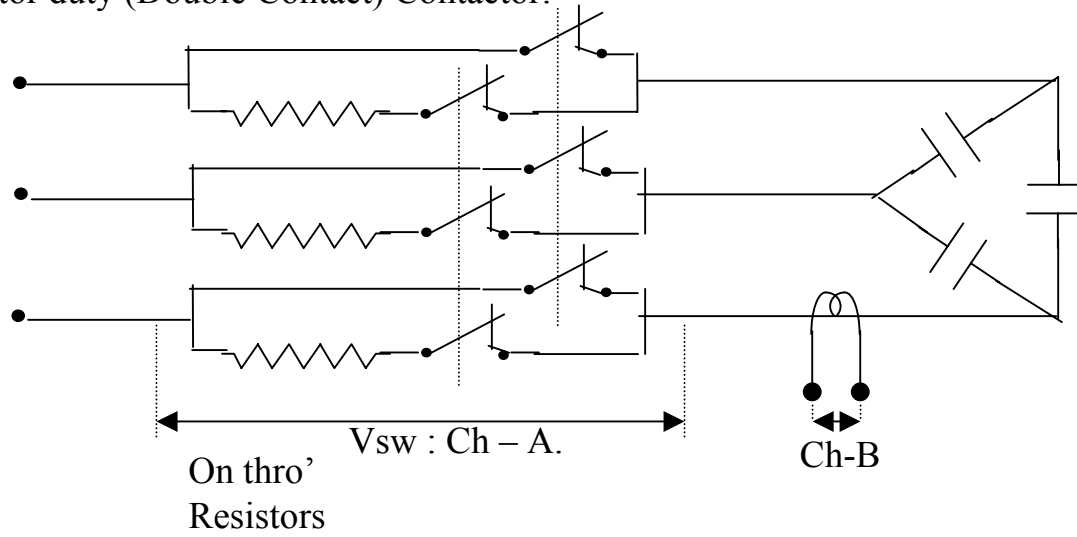 tor duty (Double Contact) Contactor.
Vsw : Ch – A.
Ch-B
On thro’
Resistors